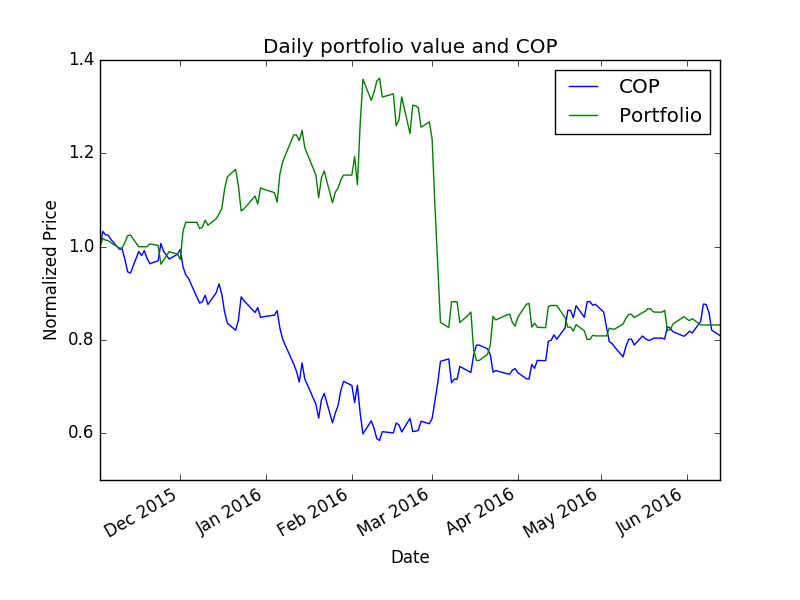 Daily portfolio value and COP
COP
Portfolio
1.4
1.2
1.0
0.8
0.6
Normalized Price
Dec 2015
Jan 2016
Feb 2016
Mar 2016
Apr 2016
May 2016
Jun 2016
Date